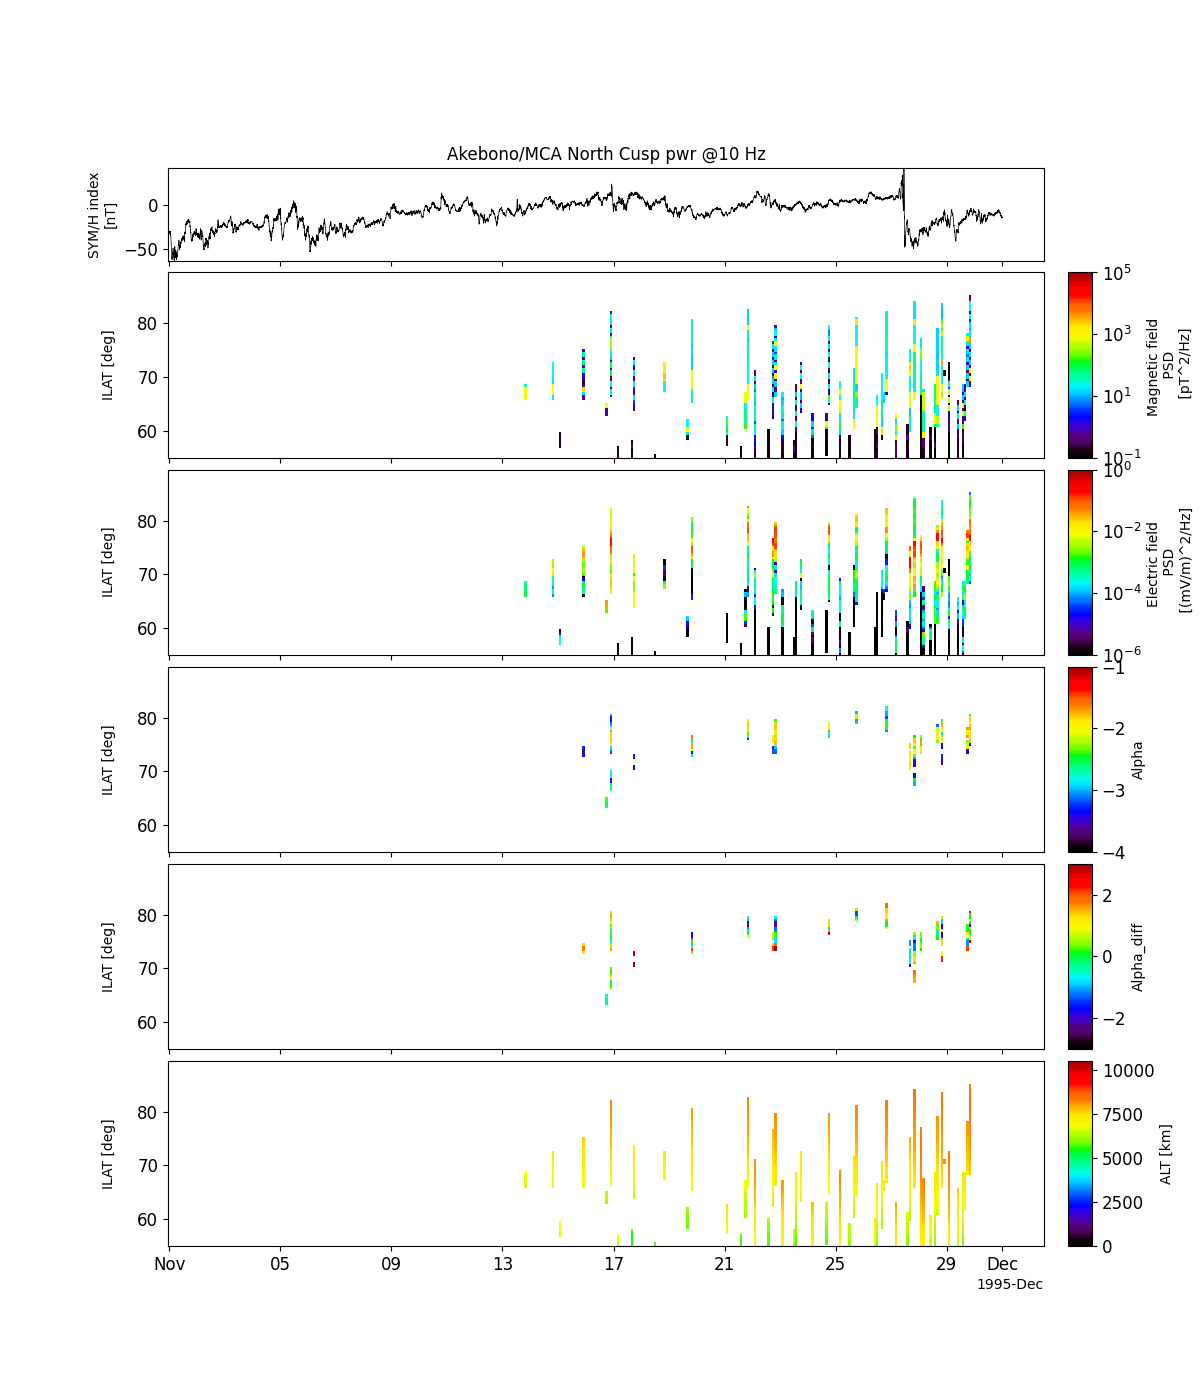 Akebono/MCA North Cusp pwr @10 Hz
SYM/H index
[nT]
0
−50
ILAT [deg]
80
70
60
10^5
10^3
10^1
10^-1
Magnetic field
PSD
[pT^2/Hz]
ILAT [deg]
80
70
60
10^0
10^-2
10^-4
10^-6
Electric field
PSD
[(mV/m)^2/Hz]
ILAT [deg]
80
70
60
−1
−2
−3
−4
Alpha
ILAT [deg]
80
70
60
2
0
−2
Alpha_diff
ILAT [deg]
80
70
60
10000
7500
5000
2500
0
ALT [km]
Nov 05 09 13 17 21 25 29 Dec
1995-Dec